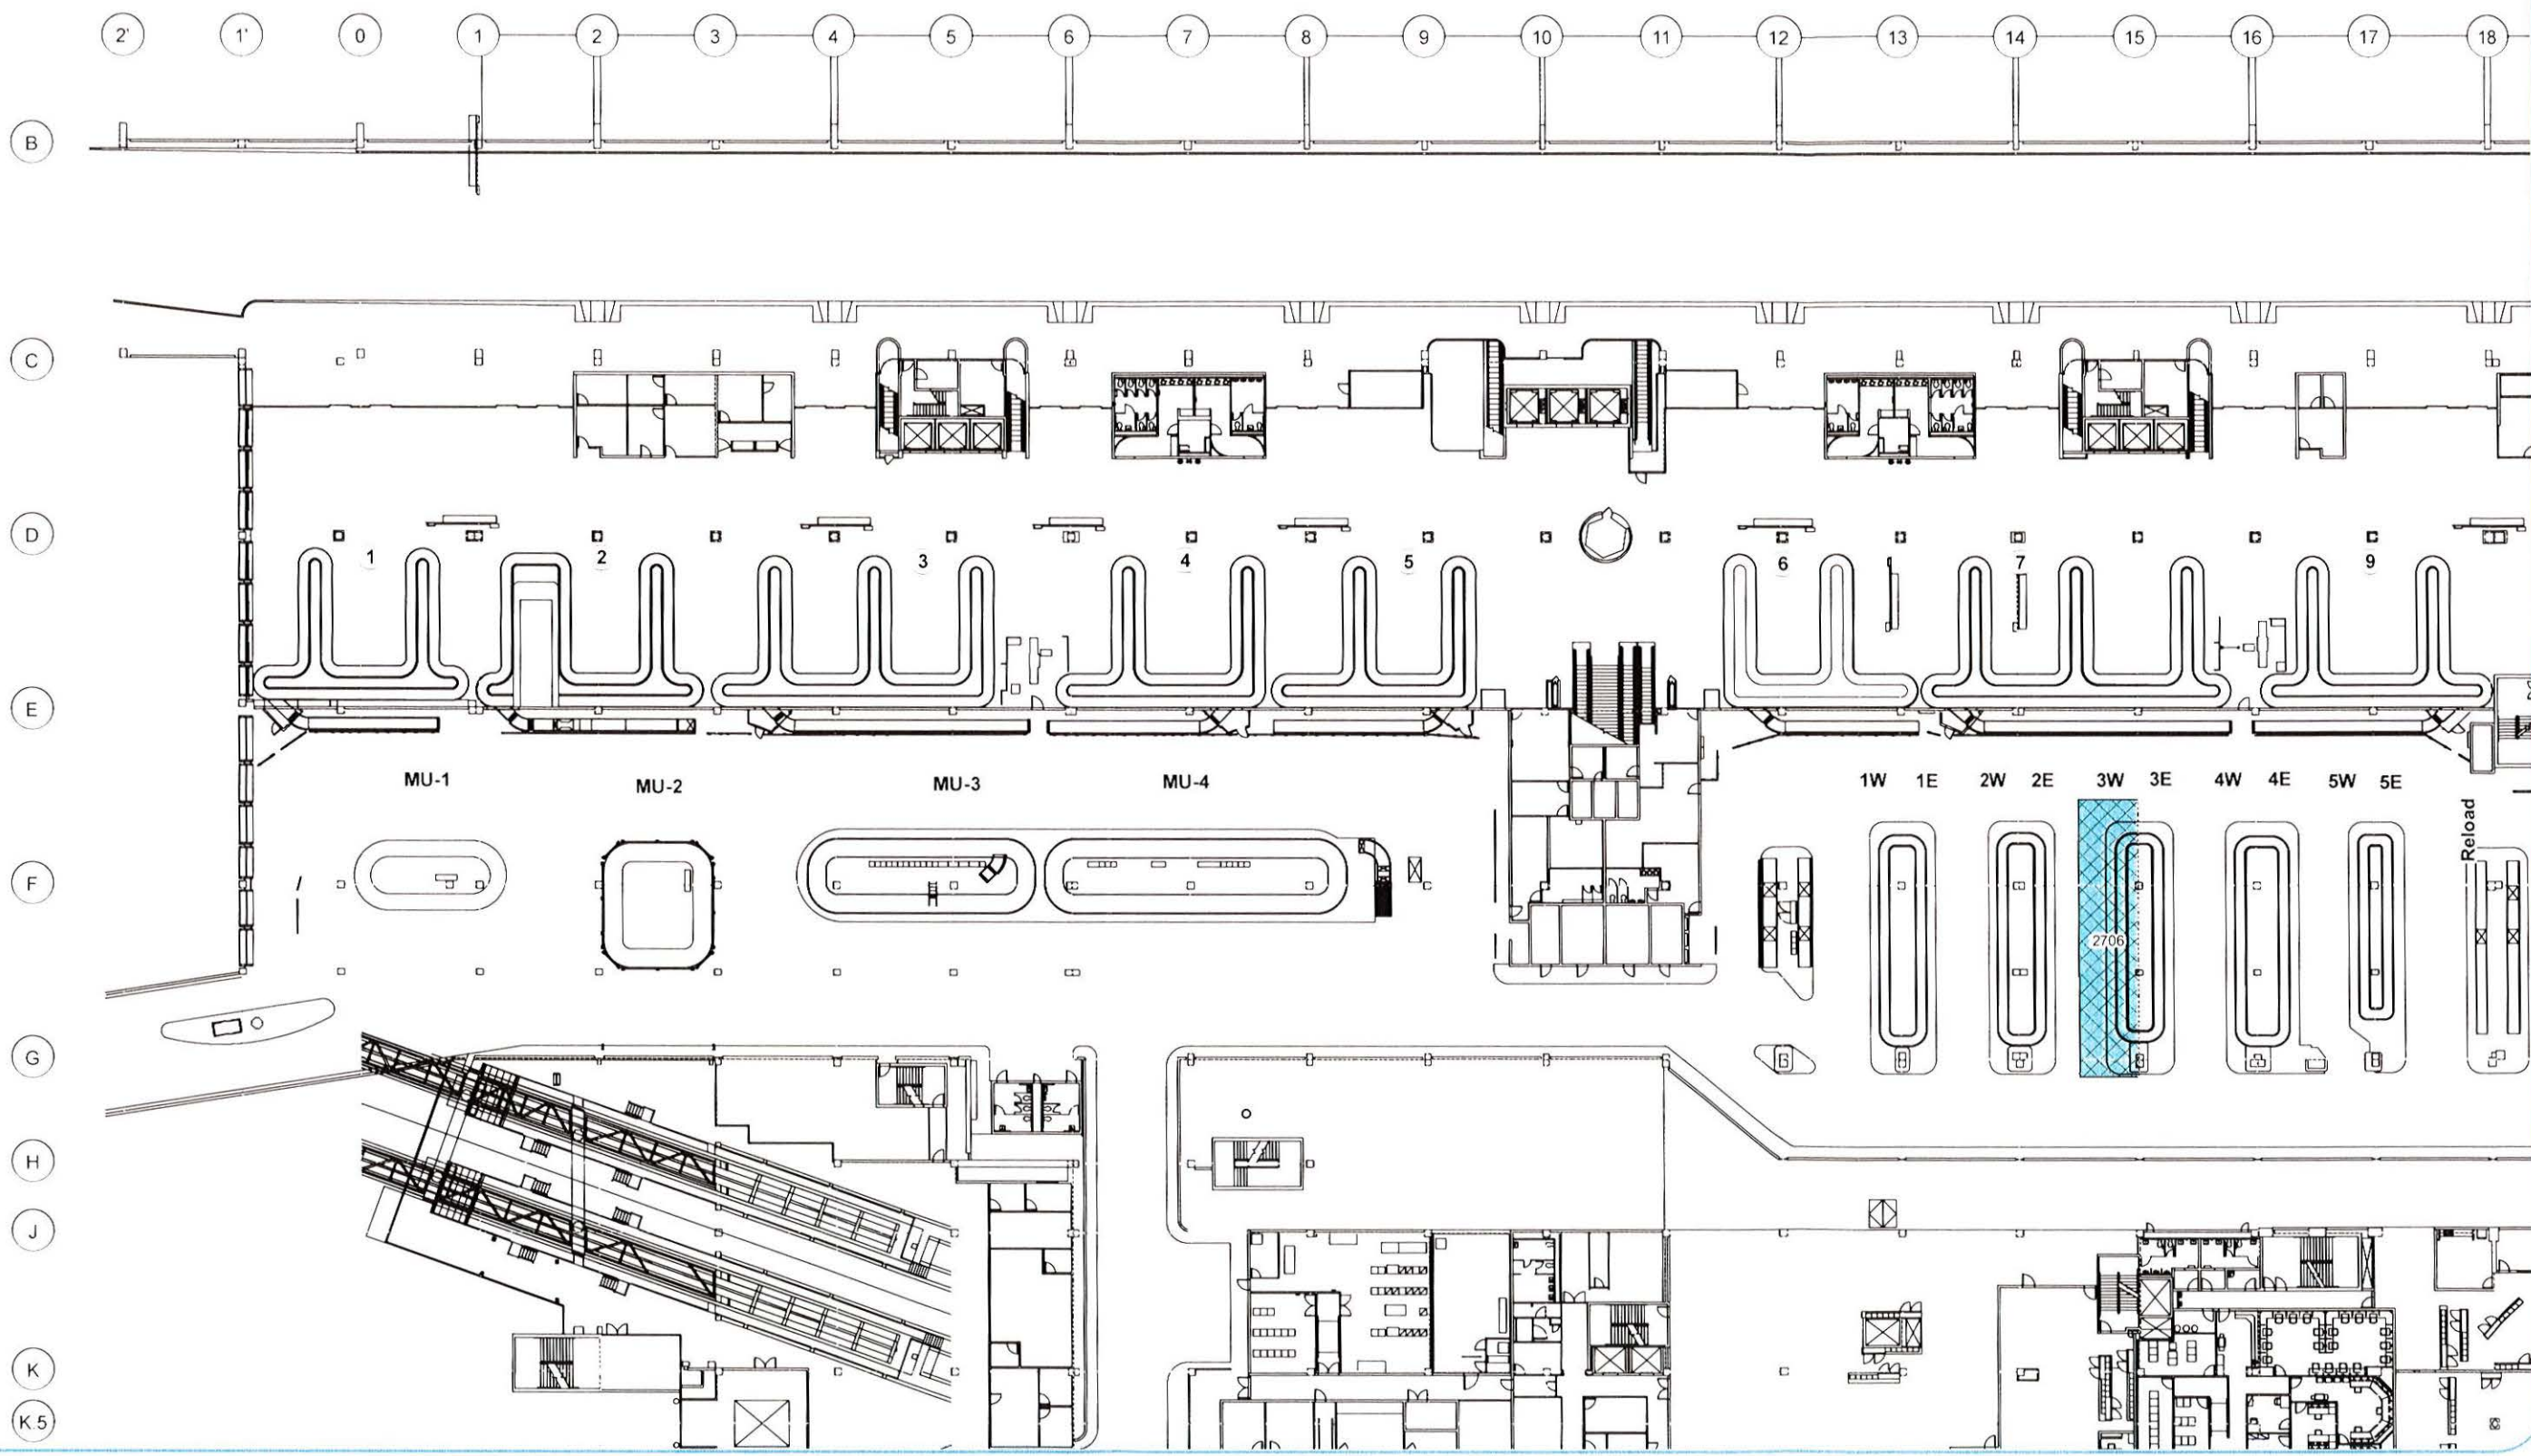 2' 1' 0 1 2 3 4 5 6 7 8 9 10 11 12 13 14 15 16 17 18
B
C
D
1 2 3 4 5 6 7 9
E
MU-1 MU-2 MU-3 MU-4 1W 1E 2W 2E 3W 3E 4W 4E 5W 5E
Reload
F
2706
G
H
J
K
K.5